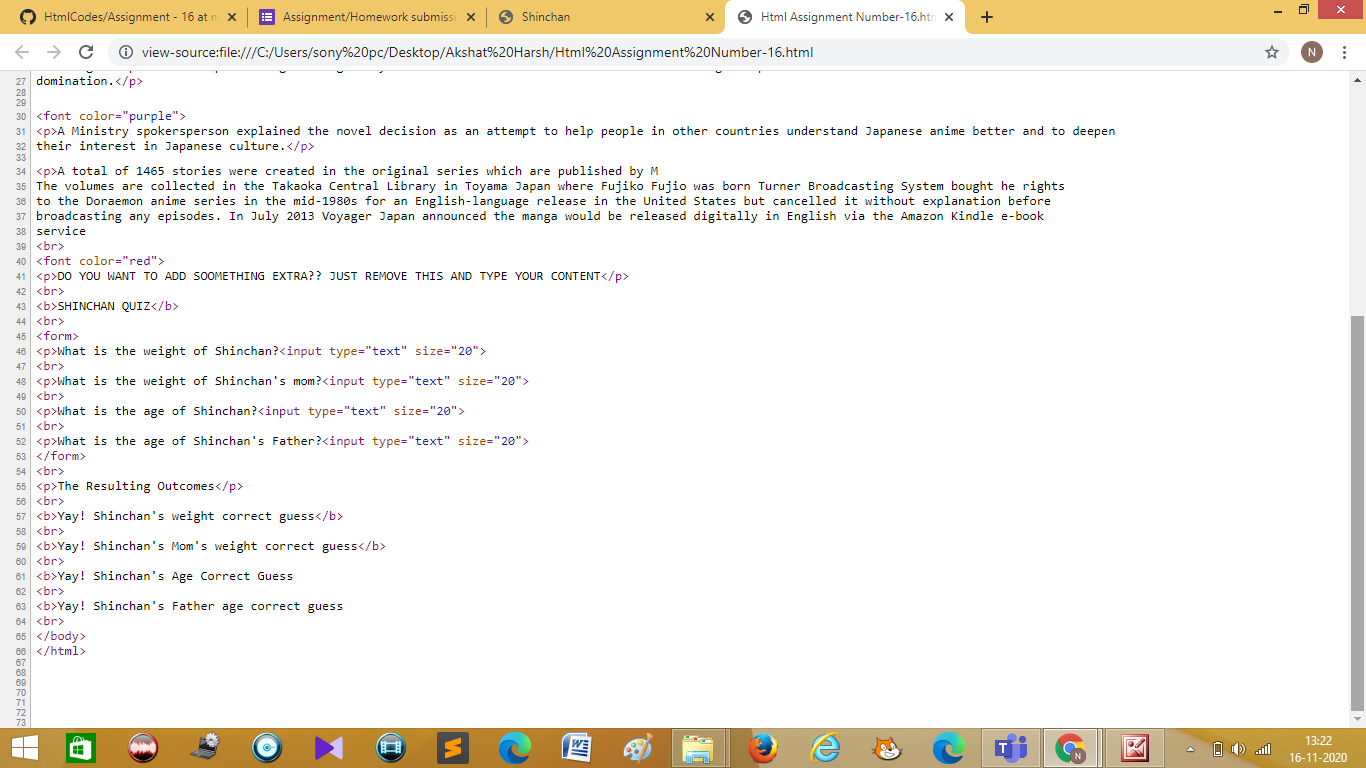 HtmlCodes/Assignment - 16 at m
Assignment/Homework submissi
Shinchan
Html Assignment Number-16.htm
view-source:file:///C:/Users/sony%20pc/Desktop/Akshat%20Harsh/Html%20Assignment%20Number-16.html
N
27 domination.</p>
28
29
30 <font color="purple">
31 <p>A Ministry spokersperson explained the novel decision as an attempt to help people in other countries understand Japanese anime better and to deepen
32 their interest in Japanese culture.</p>
33
34 <p>A total of 1465 stories were created in the original series which are published by M
35 The volumes are collected in the Takaoka Central Library in Toyama Japan where Fujiko Fujio was born Turner Broadcasting System bought he rights
36 to the Doraemon anime series in the mid-1980s for an English-language release in the United States but cancelled it without explanation before
37 broadcasting any episodes. In July 2013 Voyager Japan announced the manga would be released digitally in English via the Amazon Kindle e-book
38 service
39 <br>
40 <font color="red">
41 <p>DO YOU WANT TO ADD SOOMETHING EXTRA?? JUST REMOVE THIS AND TYPE YOUR CONTENT</p>
42 <br>
43 <b>SHINCHAN QUIZ</b>
44 <br>
45 <form>
46 <p>What is the weight of Shinchan?<input type="text" size="20">
47 <br>
48 <p>What is the weight of Shinchan's mom?<input type="text" size="20">
49 <br>
50 <p>What is the age of Shinchan?<input type="text" size="20">
51 <br>
52 <p>What is the age of Shinchan's Father?<input type="text" size="20">
53 </form>
54 <br>
55 <p>The Resulting Outcomes</p>
56 <br>
57 <b>Yay! Shinchan's weight correct guess</b>
58 <br>
59 <b>Yay! Shinchan's Mom's weight correct guess</b>
60 <br>
61 <b>Yay! Shinchan's Age Correct Guess
62 <br>
63 <b>Yay! Shinchan's Father age correct guess
64 <br>
65 </body>
66 </html>
67
68
69
70
71
72
73
13:22
16-11-2020